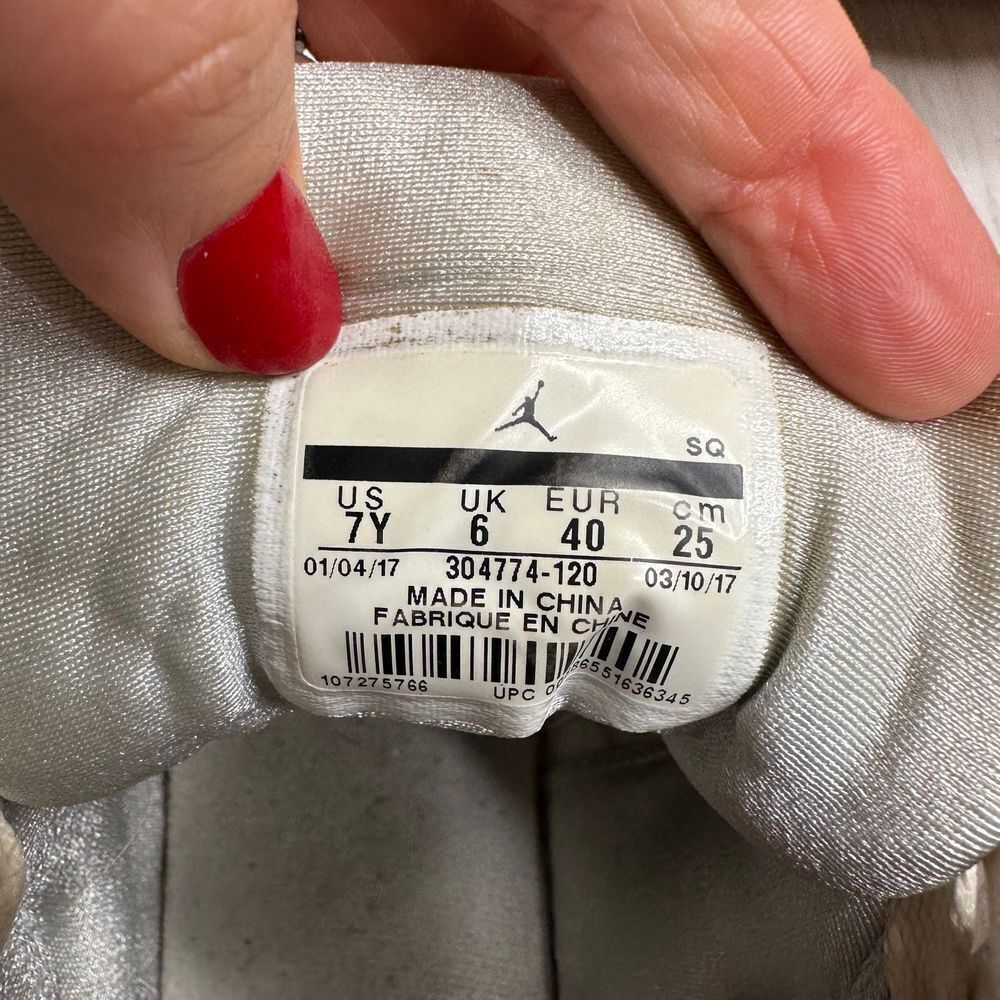 SQ
US UK EUR cm
7Y 6 40 25
01/04/17 304774-120 03/10/17
MADE IN CHINA
FABRIQUE EN CHINE
107275766 UPC